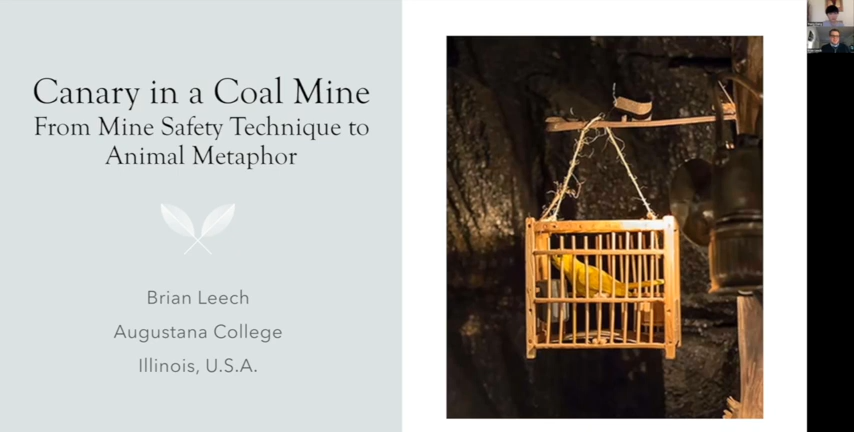 Canary in a Coal Mine
From Mine Safety Technique to
Animal Metaphor
Brian Leech
Augustana College
Illinois, U.S.A.